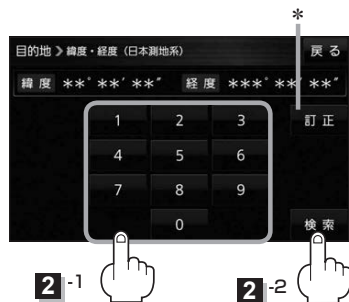 *
目的地 》緯度・経度（日本測地系） 戻る
緯度 **°**′**″ 経度 ***°**′**″
1 2 3 訂正
4 5 6
7 8 9
0 検索
2 -1 2 -2